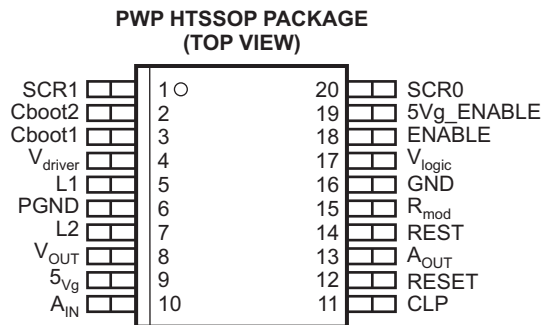 PWP HTSSOP PACKAGE
(TOP VIEW)
SCR1 1 20 SCR0
Cboot2 2 19 5Vg_ENABLE
Cboot1 3 18 ENABLE
Vdriver 4 17 Vlogic
L1 5 16 GND
PGND 6 15 Rmod
L2 7 14 REST
VOUT 8 13 AOUT
5Vg 9 12 RESET
AIN 10 11 CLP